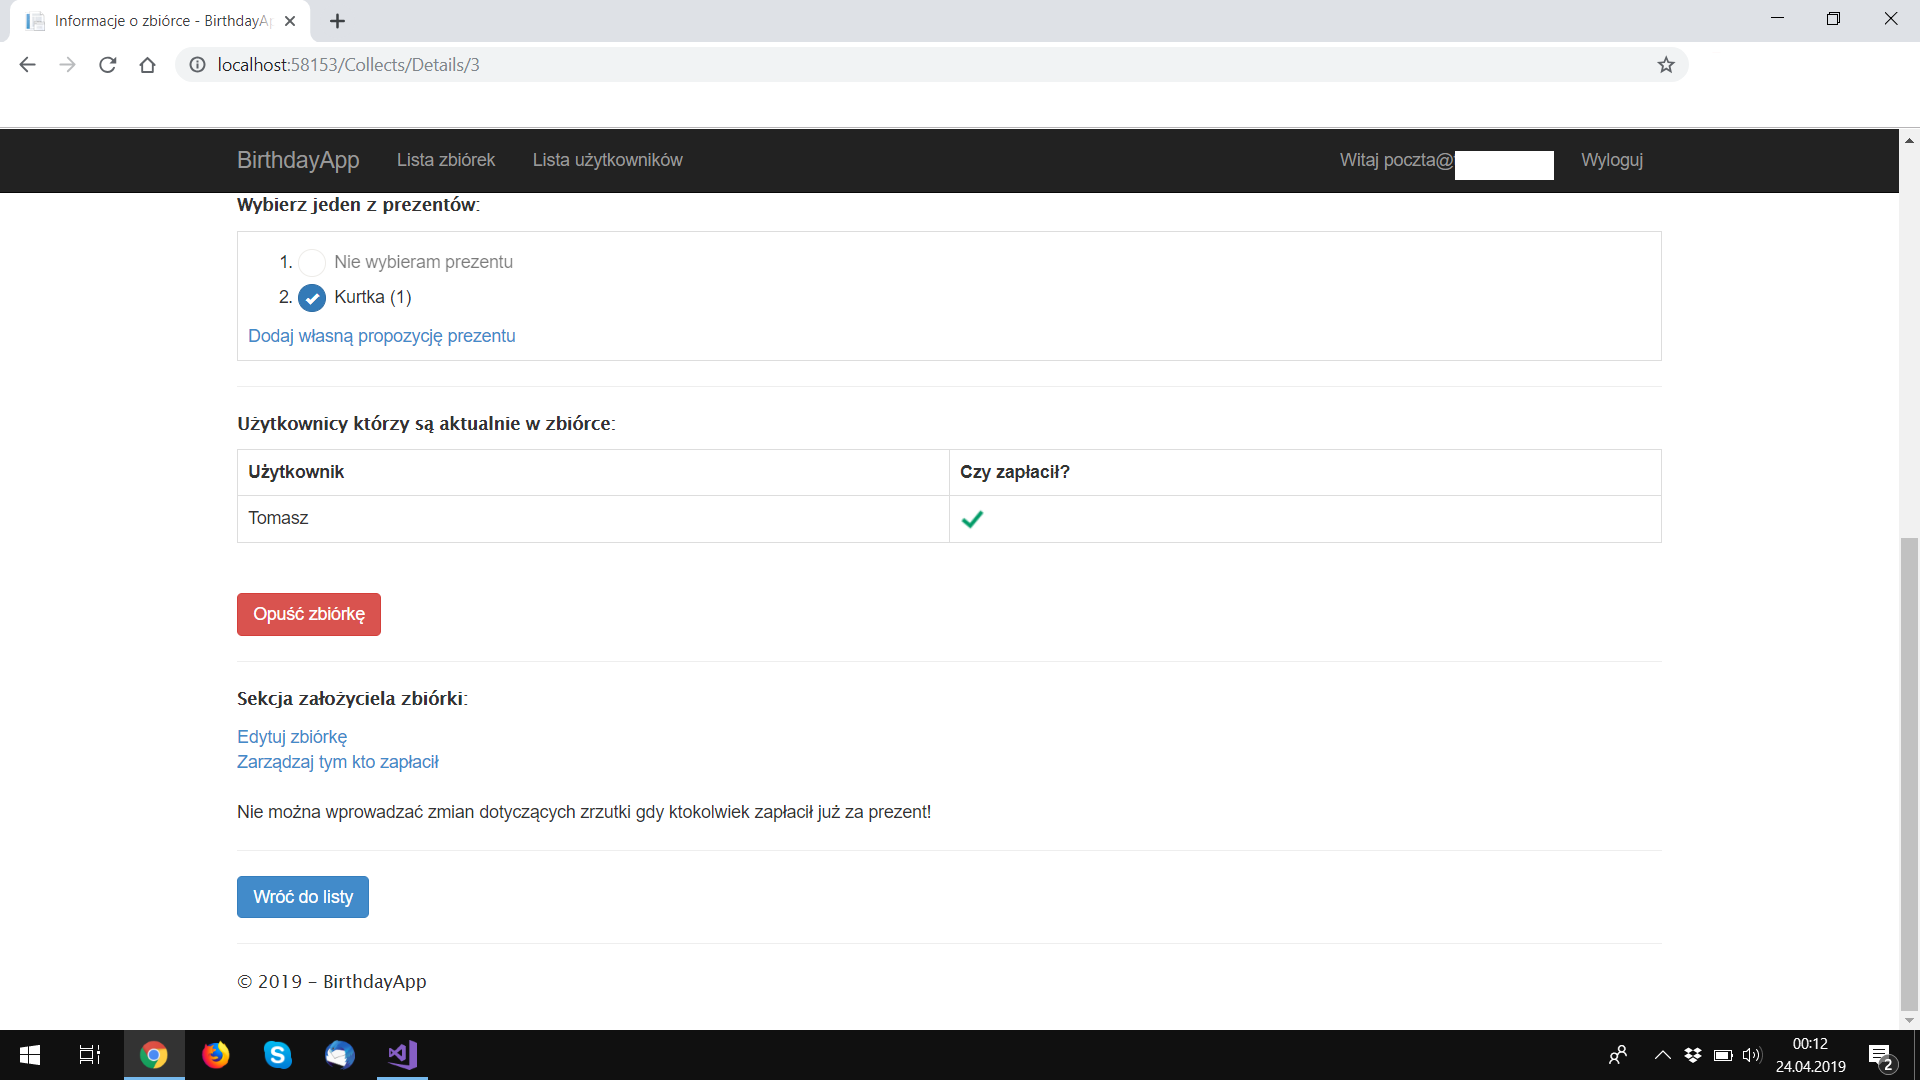 Informacje o zbiórce - BirthdayAp
localhost:58153/Collects/Details/3
BirthdayApp Lista zbiórek Lista użytkowników Witaj poczta@ Wyloguj
Wybierz jeden z prezentów:
1. Nie wybieram prezentu
2. Kurtka (1)
Dodaj własną propozycję prezentu
Użytkownicy którzy są aktualnie w zbiórce:
Użytkownik Czy zapłacił?
Tomasz
Opuść zbiórkę
Sekcja założyciela zbiórki:
Edytuj zbiórkę
Zarządzaj tym kto zapłacił
Nie można wprowadzać zmian dotyczących zrzutki gdy ktokolwiek zapłacił już za prezent!
Wróć do listy
© 2019 - BirthdayApp
00:12
24.04.2019
2